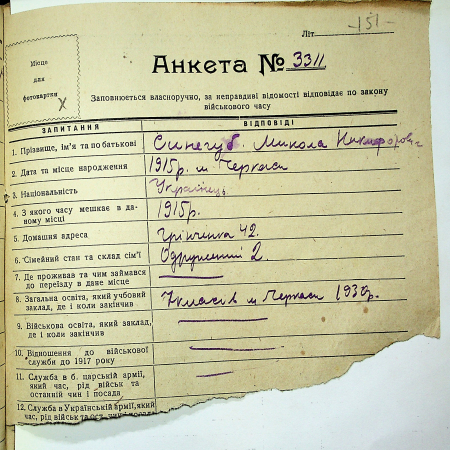 Літ
-151-
Місце
для
фотокартки
Анкета № 3311
Заповнюється власноручно, за неправдиві відомості відповідає по закону
військового часу
ЗАПИТАННЯ ВІДПОВІДІ
1. Прізвище, ім'я та по батькові Синегуб Микола Никифорович
2. Дата та місце народження 1915р. м Черкаси
3. Національність Українець
4. З якого часу мешкає в даному місці 1915р.
5. Домашня адреса Грінченка 42.
6. Сімейний стан та склад сім'ї Одружений 2.
7. Де проживав та чим займався
до переїзду в дане місце
8. Загальна освіта, який учбовий
заклад, де і коли закінчив 7класів м Черкаси 1930р.
9. Військова освіта, який заклад,
де і коли закінчив
10. Відношення до військової
служби до 1917 року
11. Служба в б. царській армії,
який час, рід військ та
останній чин і посада
12. Служба в Українській армії, який
час, рід військ та ост. чин і посада